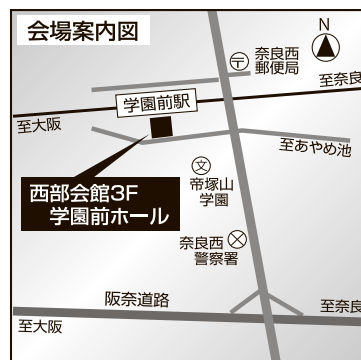 会場案内図
N
奈良西
郵便局
至奈良
学園前駅
至大阪
至あやめ池
文
帝塚山
学園
西部会館3F
学園前ホール
奈良西
警察署
阪奈道路
至奈良
至大阪